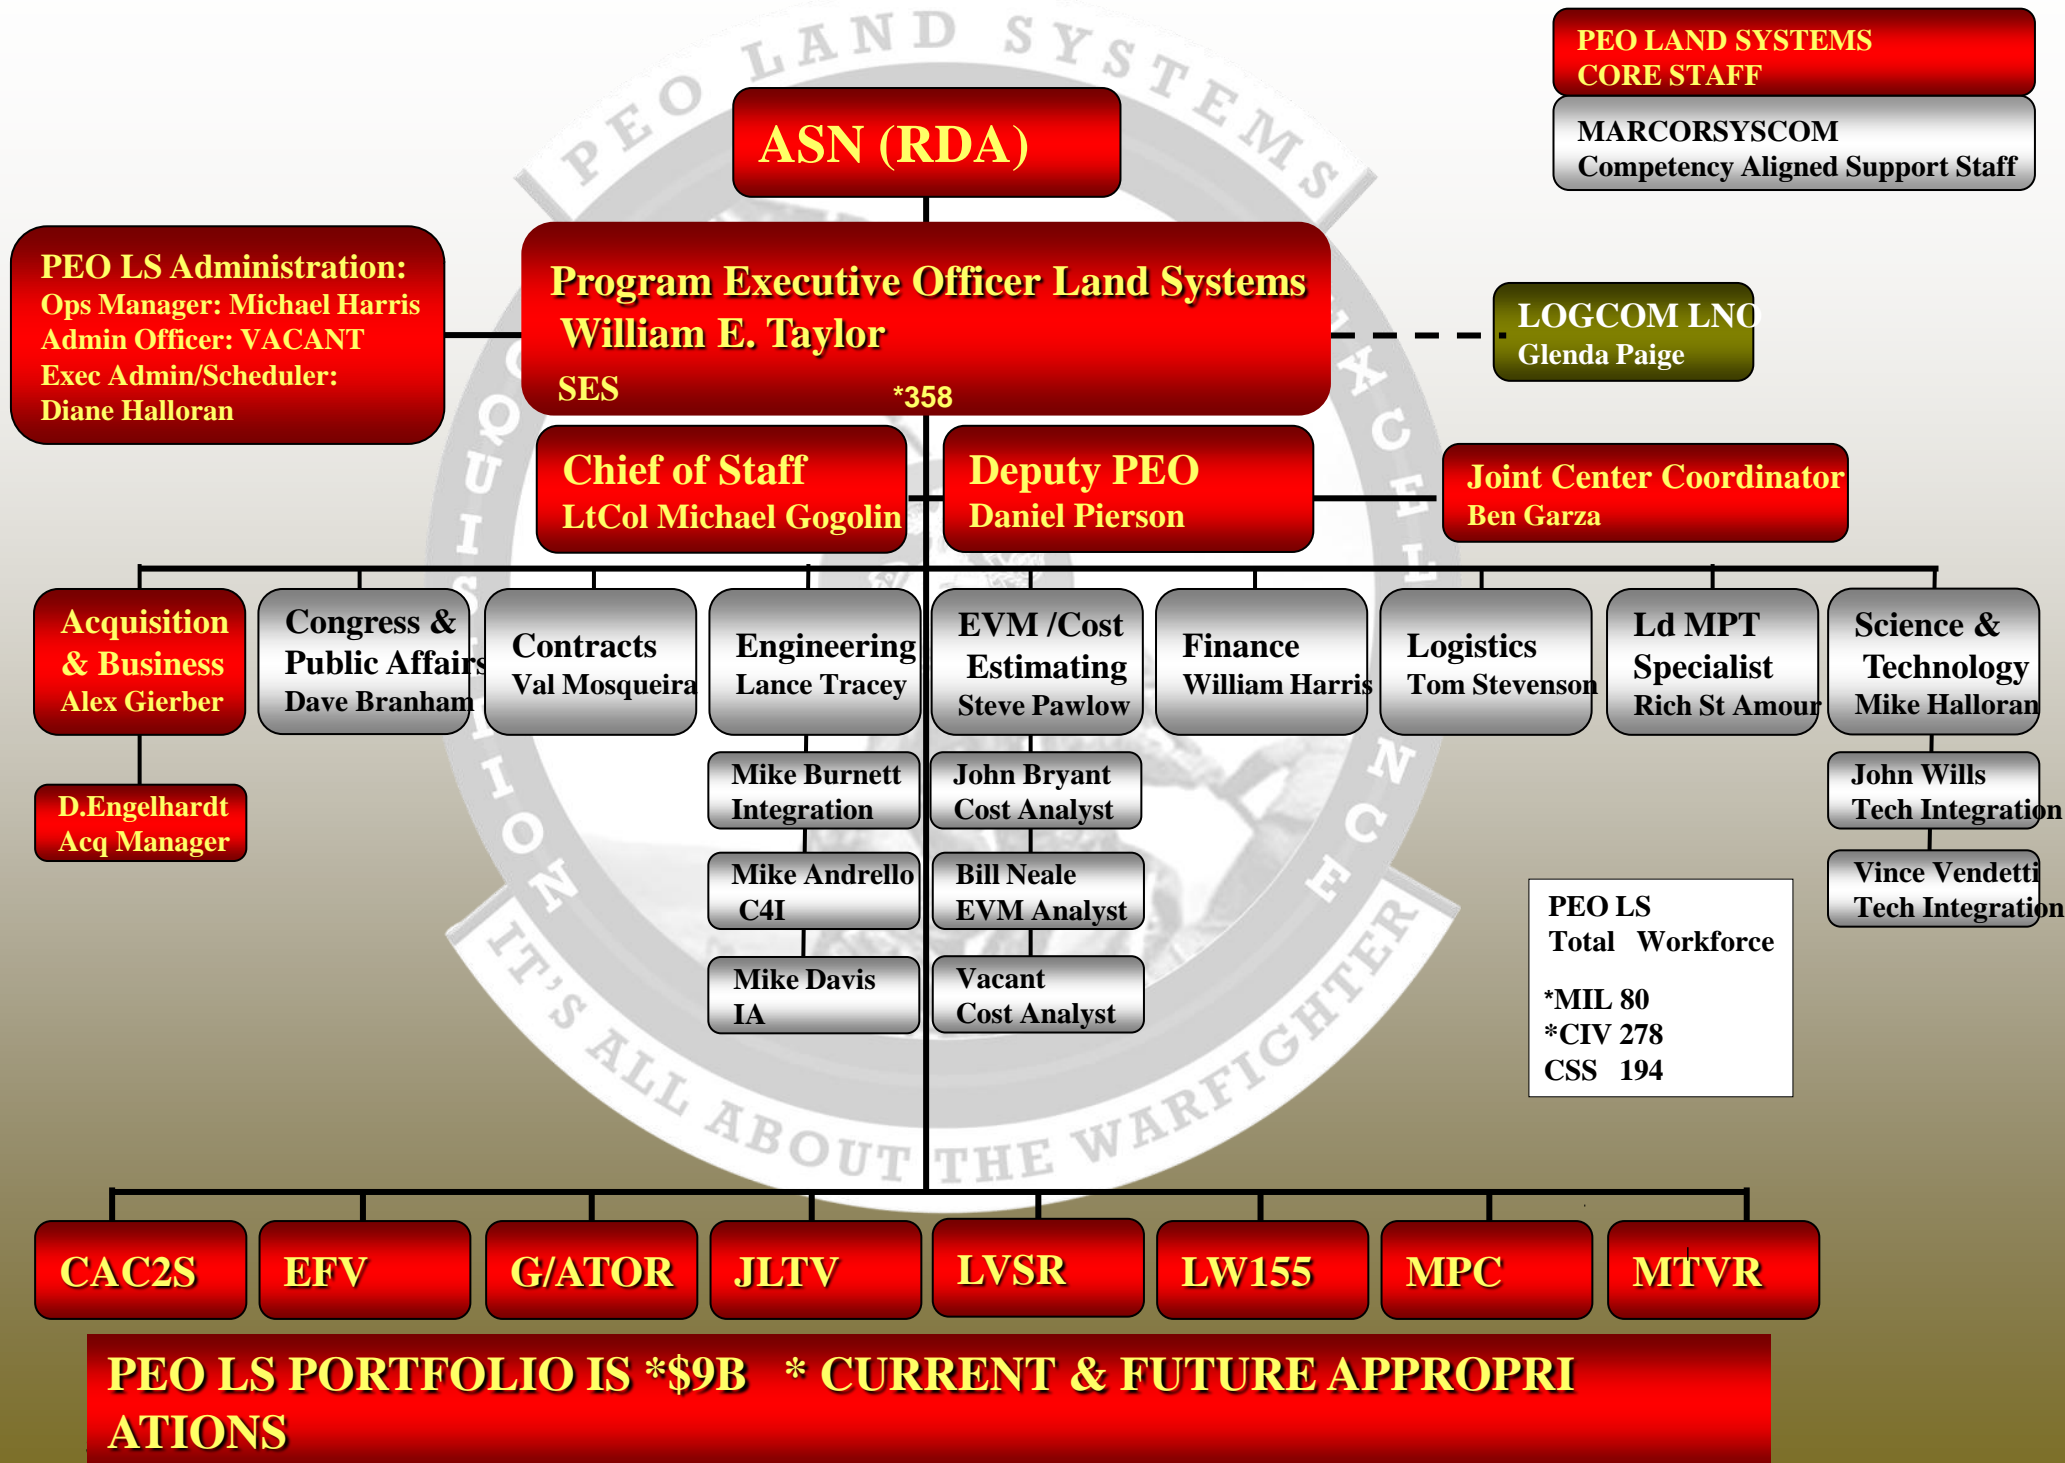 PEO LAND SYSTEMS
ACQUISITION EXCELLENCE
IT'S ALL ABOUT THE WARFIGHTER
PEO LAND SYSTEMS
CORE STAFF
MARCORSYSCOM
Competency Aligned Support Staff
ASN (RDA)
PEO LS Administration:
Ops Manager: Michael Harris
Admin Officer: VACANT
Exec Admin/Scheduler:
Diane Halloran
Program Executive Officer Land Systems
William E. Taylor
SES
*358
LOGCOM LNO
Glenda Paige
Chief of Staff
LtCol Michael Gogolin
Deputy PEO
Daniel Pierson
Joint Center Coordinator
Ben Garza
Acquisition
& Business
Alex Gierber
Congress &
Public Affairs
Dave Branham
Contracts
Val Mosqueira
Engineering
Lance Tracey
EVM /Cost
Estimating
Steve Pawlow
Finance
William Harris
Logistics
Tom Stevenson
Ld MPT
Specialist
Rich St Amour
Science &
Technology
Mike Halloran
D.Engelhardt
Acq Manager
Mike Burnett
Integration
Mike Andrello
C4I
Mike Davis
IA
John Bryant
Cost Analyst
Bill Neale
EVM Analyst
Vacant
Cost Analyst
John Wills
Tech Integration
Vince Vendetti
Tech Integration
PEO LS
Total Workforce
*MIL 80
*CIV 278
CSS 194
CAC2S
EFV
G/ATOR
JLTV
LVSR
LW155
MPC
MTVR
PEO LS PORTFOLIO IS *$9B * CURRENT & FUTURE APPROPRI
ATIONS